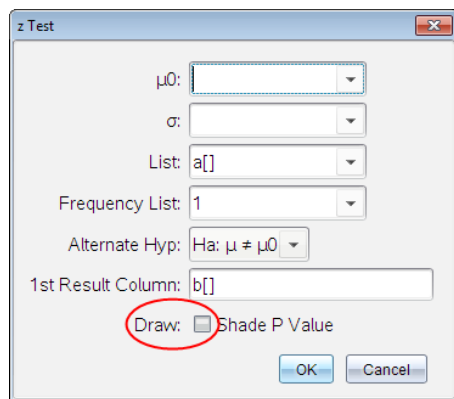 z Test
μ0:
σ:
List: a[]
Frequency List: 1
Alternate Hyp: Ha: μ ≠ μ0
1st Result Column: b[]
Draw: Shade P Value
OK Cancel